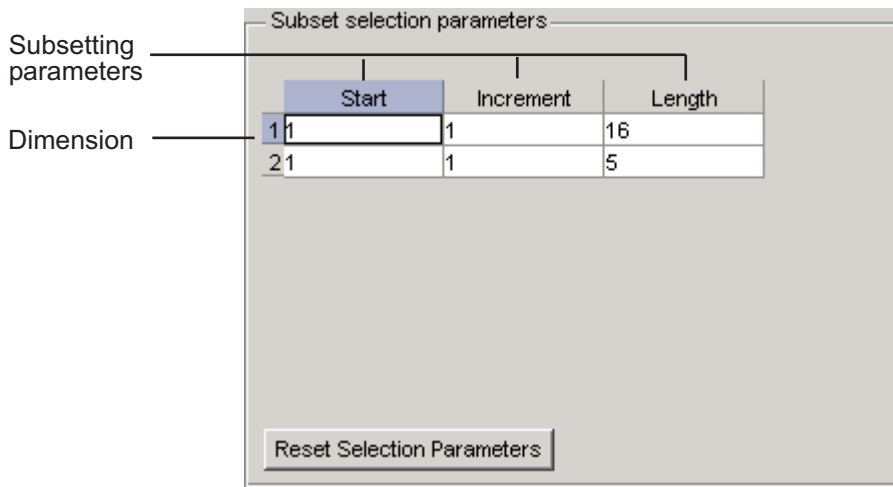 Subset selection parameters
Subsetting
parameters
Start Increment Length
Dimension
1 1 1 16
2 1 1 5
Reset Selection Parameters